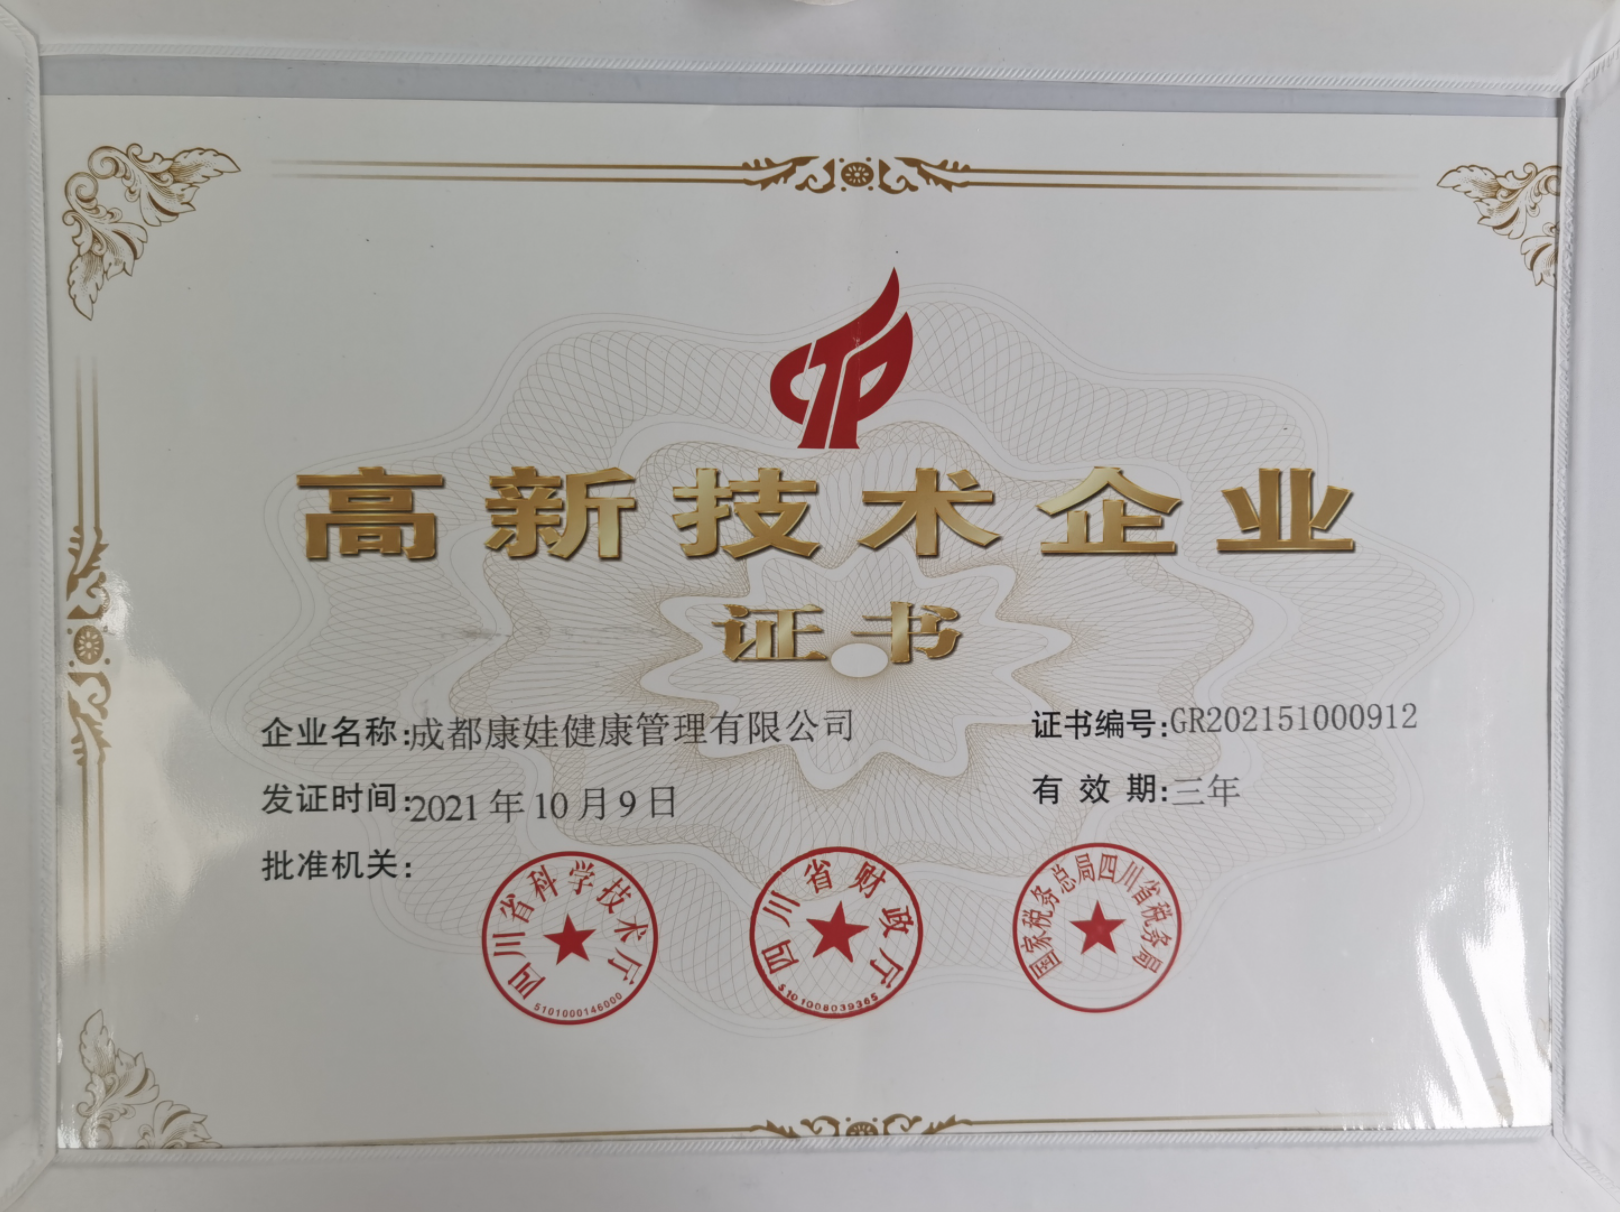 高新技术企业
证书
企业名称:成都康娃健康管理有限公司
证书编号:GR202151000912
发证时间:2021年10月9日
有效期:三年
批准机关:
四川省科学技术厅
5101000146000
四川省财政厅
5101008039365
国家税务总局四川省税务局